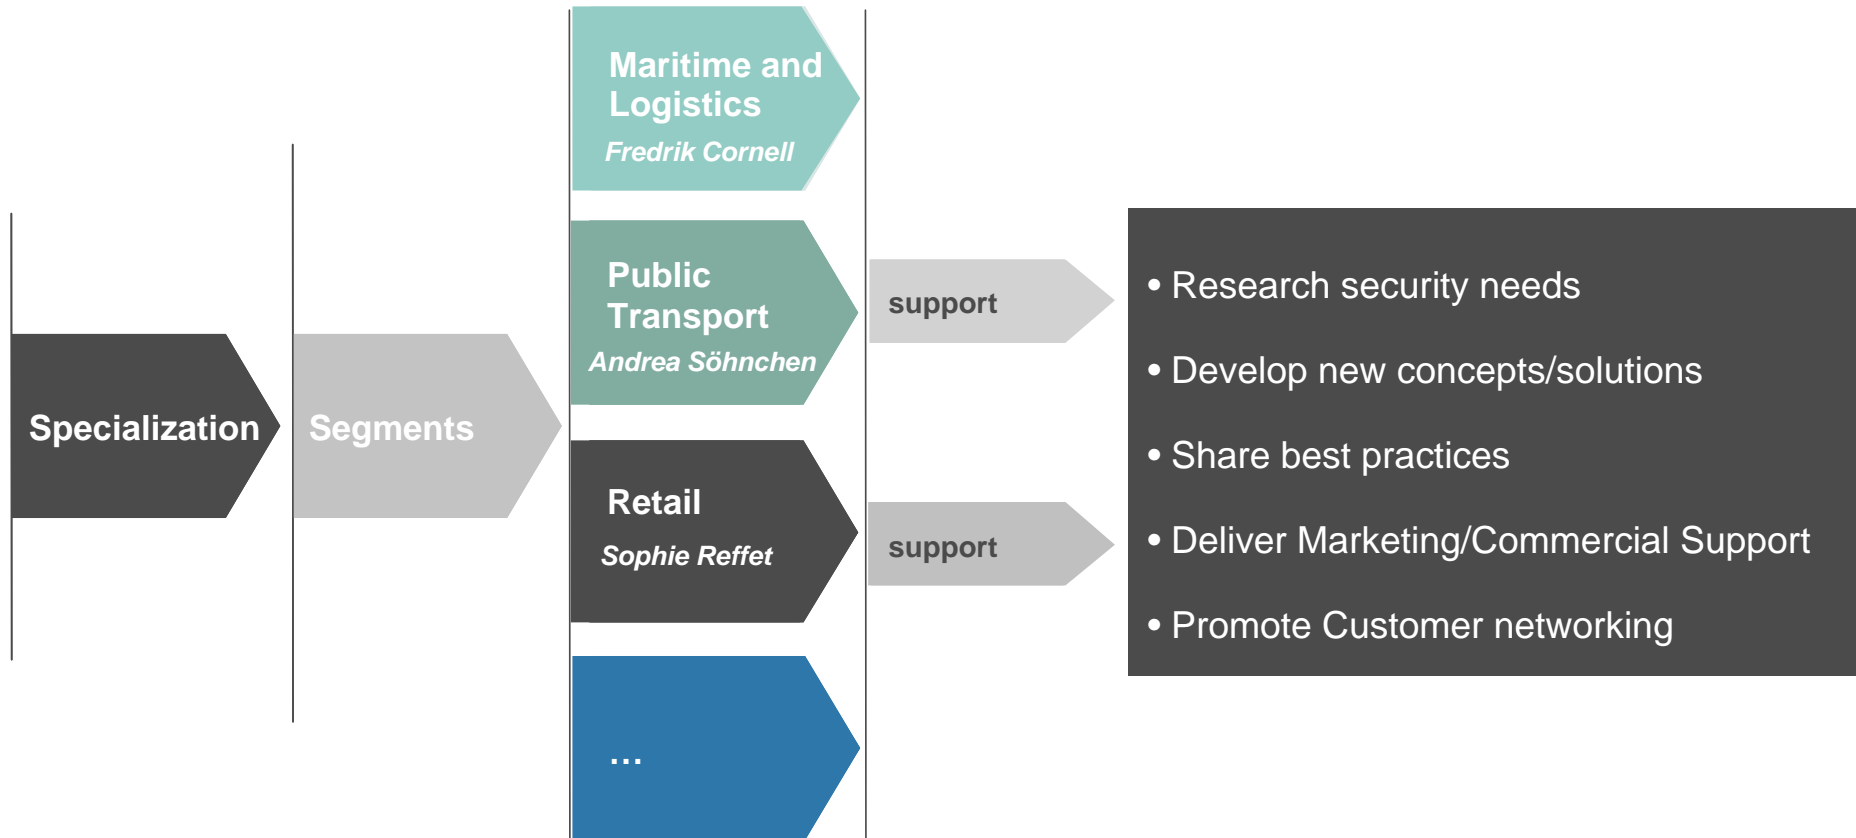 Specialization
Segments
Maritime and
Logistics
Fredrik Cornell
Public
Transport
Andrea Söhnchen
Retail
Sophie Reffet
…
support
support
• Research security needs
• Develop new concepts/solutions
• Share best practices
• Deliver Marketing/Commercial Support
• Promote Customer networking